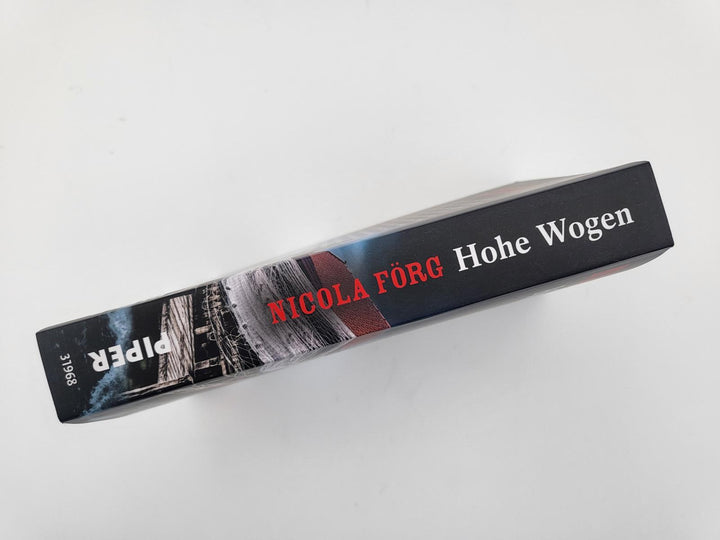 NICOLA FÖRG Hohe Wogen
PIPER
31968